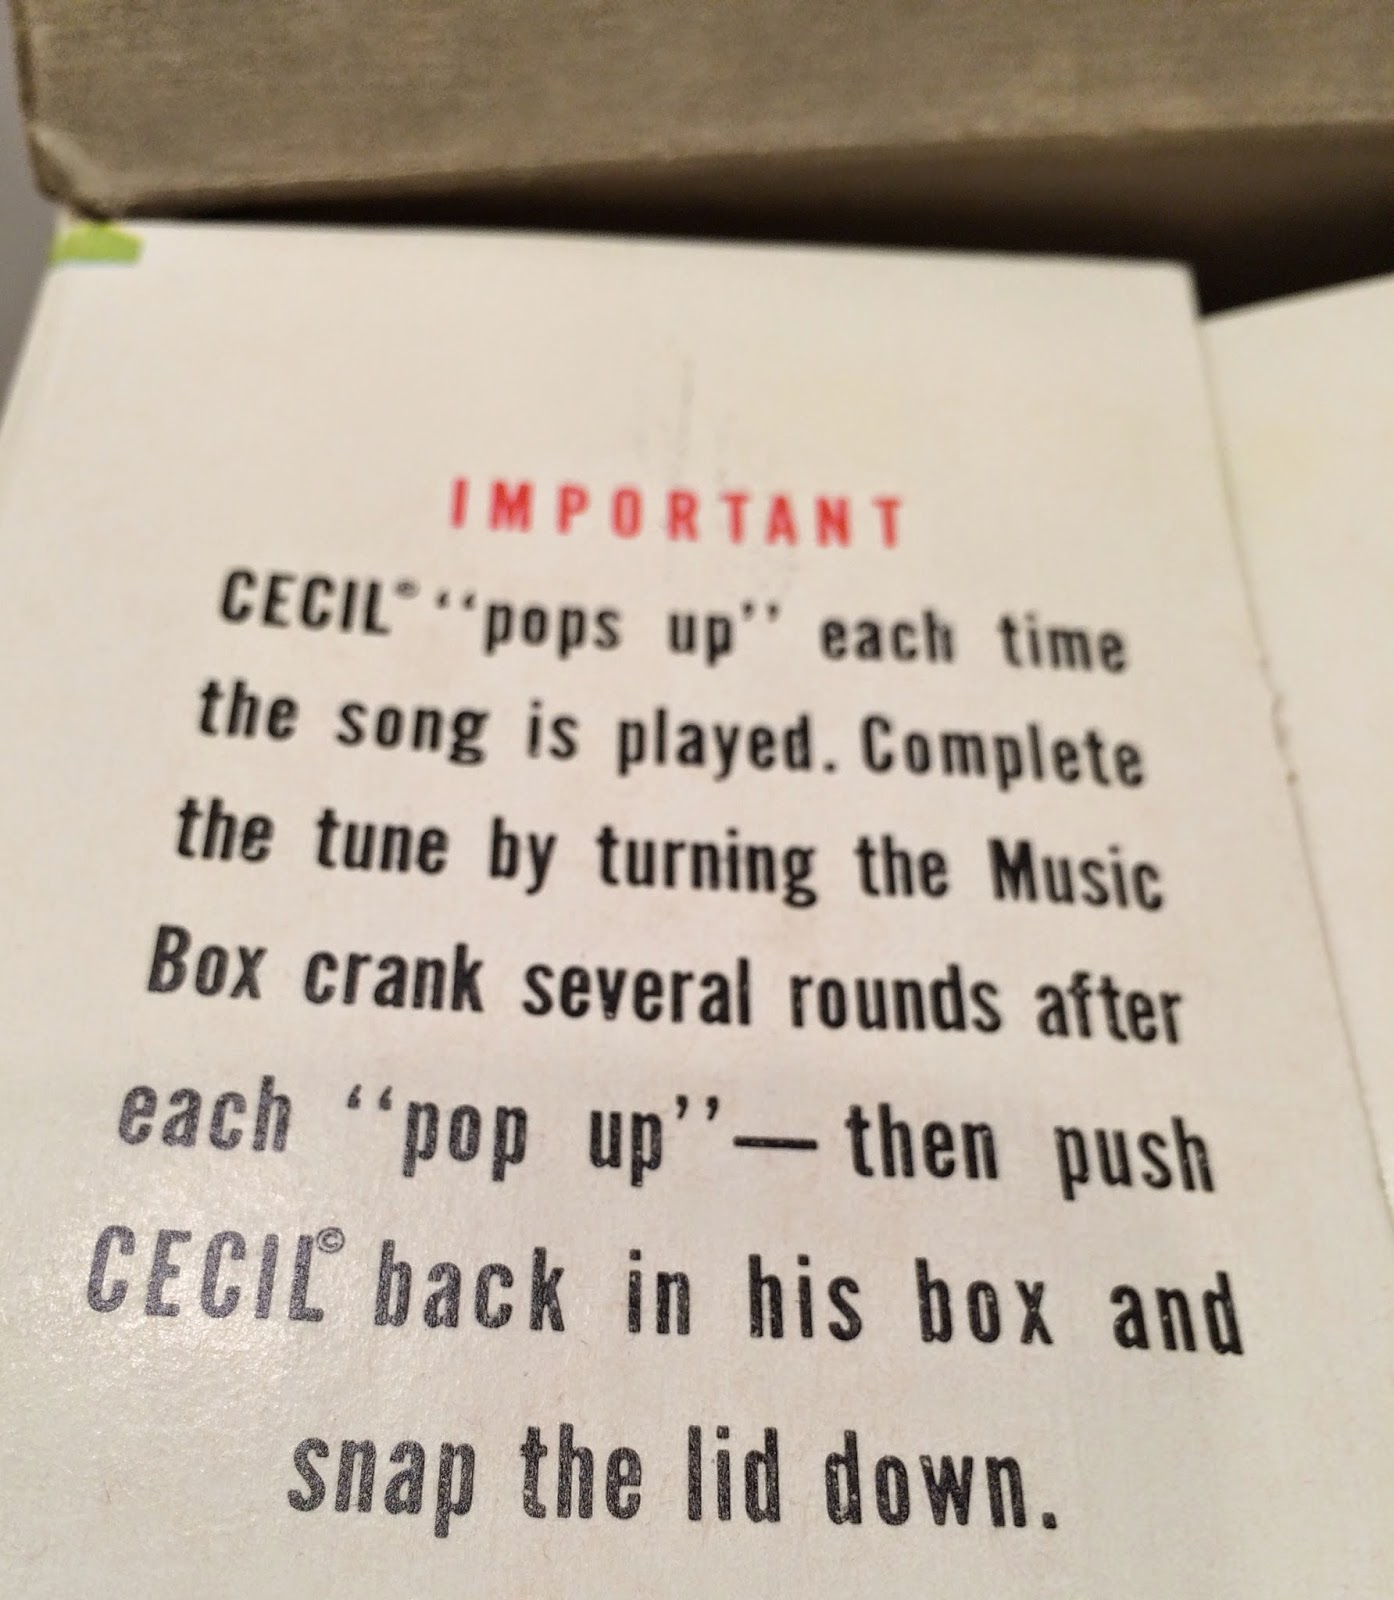 IMPORTANT
CECIL© “pops up” each time
the song is played. Complete
the tune by turning the Music
Box crank several rounds after
each “pop up”— then push
CECIL© back in his box and
snap the lid down.